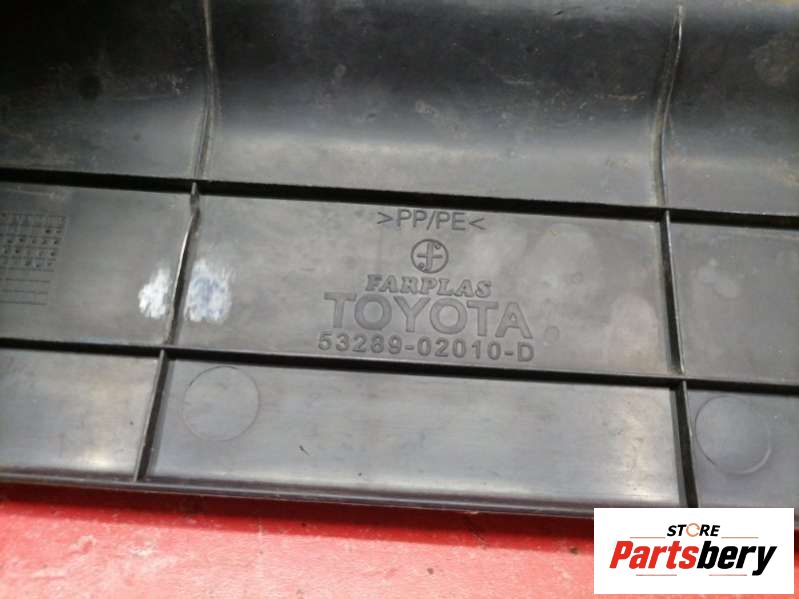 >PP/PE<
FARPLAS
TOYOTA
53289-02010-D
STORE
Partsbery